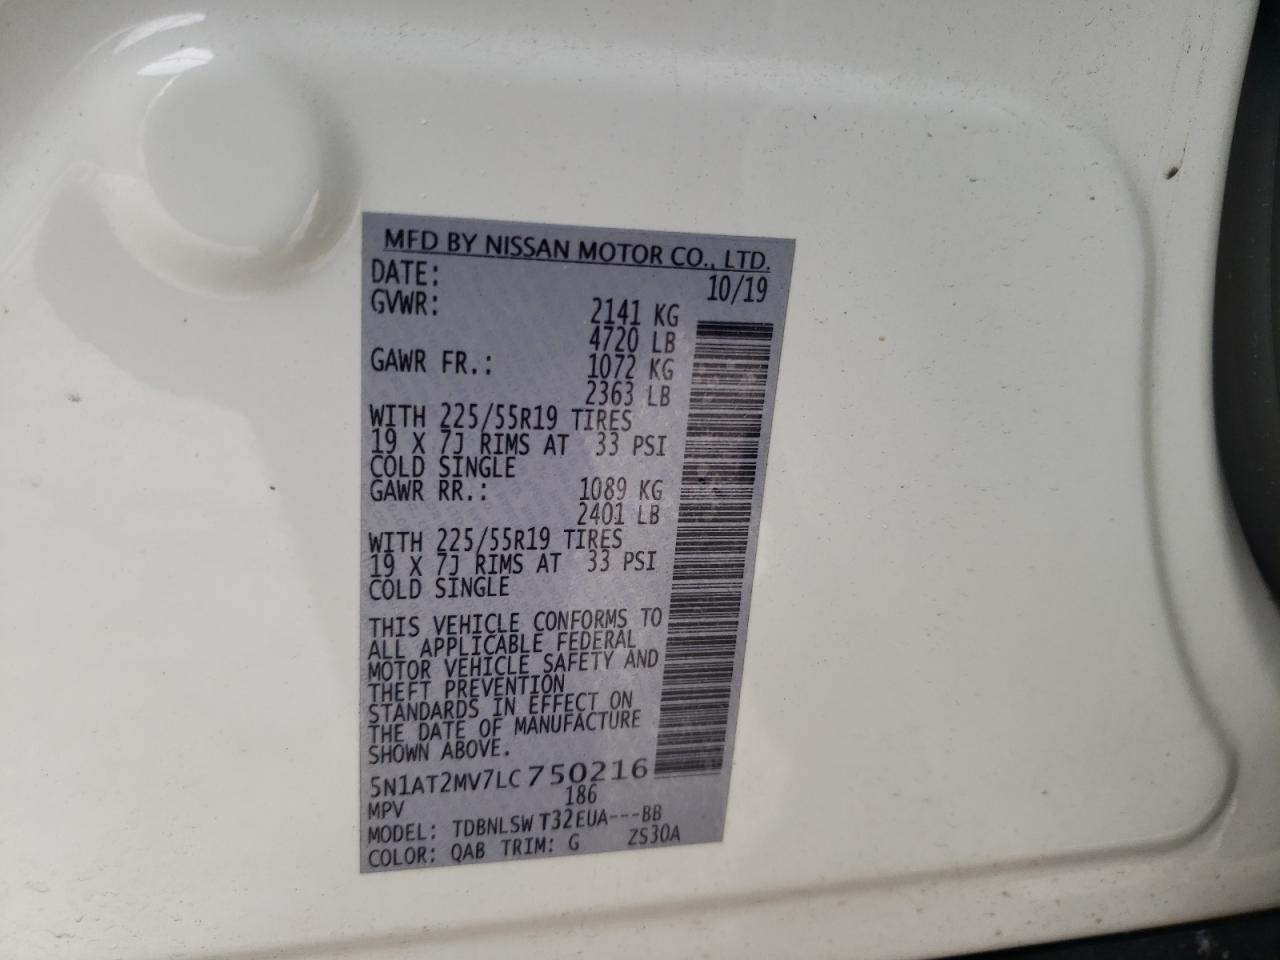 MFD BY NISSAN MOTOR CO., LTD.
DATE: 10/19
GVWR: 2141 KG
4720 LB
GAWR FR.: 1072 KG
2363 LB
WITH 225/55R19 TIRES
19 X 7J RIMS AT 33 PSI
COLD SINGLE
GAWR RR.: 1089 KG
2401 LB
WITH 225/55R19 TIRES
19 X 7J RIMS AT 33 PSI
COLD SINGLE
THIS VEHICLE CONFORMS TO
ALL APPLICABLE FEDERAL
MOTOR VEHICLE SAFETY AND
THEFT PREVENTION
STANDARDS IN EFFECT ON
THE DATE OF MANUFACTURE
SHOWN ABOVE.
5N1AT2MV7LC750216
MPV 186
MODEL: TDBNLSW T32EUA---BB
COLOR: QAB TRIM: G ZS30A